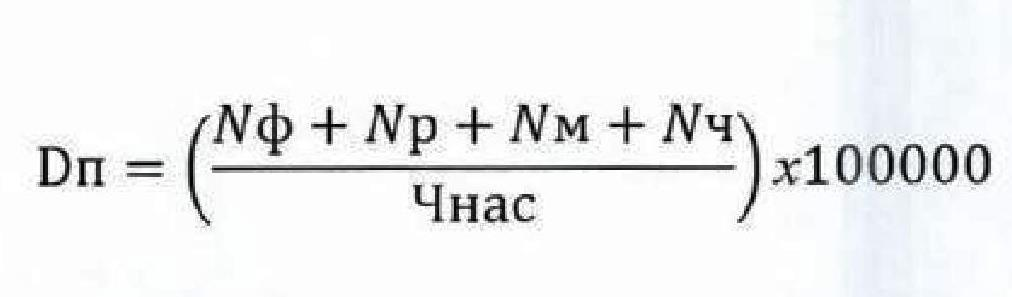 Dп = (Nф + Nр + Nм + Nч / Чнас) x100000